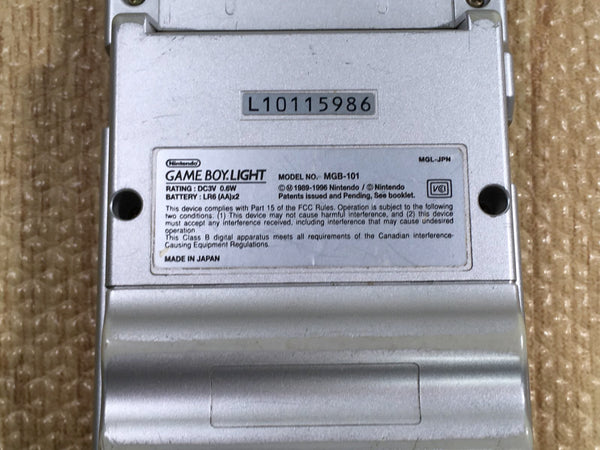 L10115986
Nintendo
GAME BOY LIGHT MODEL NO. MGB-101 MGL-JPN
RATING : DC3V 0.6W © Ⓜ 1989-1996 Nintendo / © Nintendo VCI
BATTERY : LR6 (AA)x2 Patents issued and Pending, See booklet.
This device complies with Part 15 of the FCC Rules. Operation is subject to the following
two conditions. (1) This device may not cause harmful interference, and (2) this device
must accept any interference received, including interference that may cause undesired
operation
This Class B digital apparatus meets all requirements of the Canadian Interference-
Causing Equipment Regulations.
MADE IN JAPAN